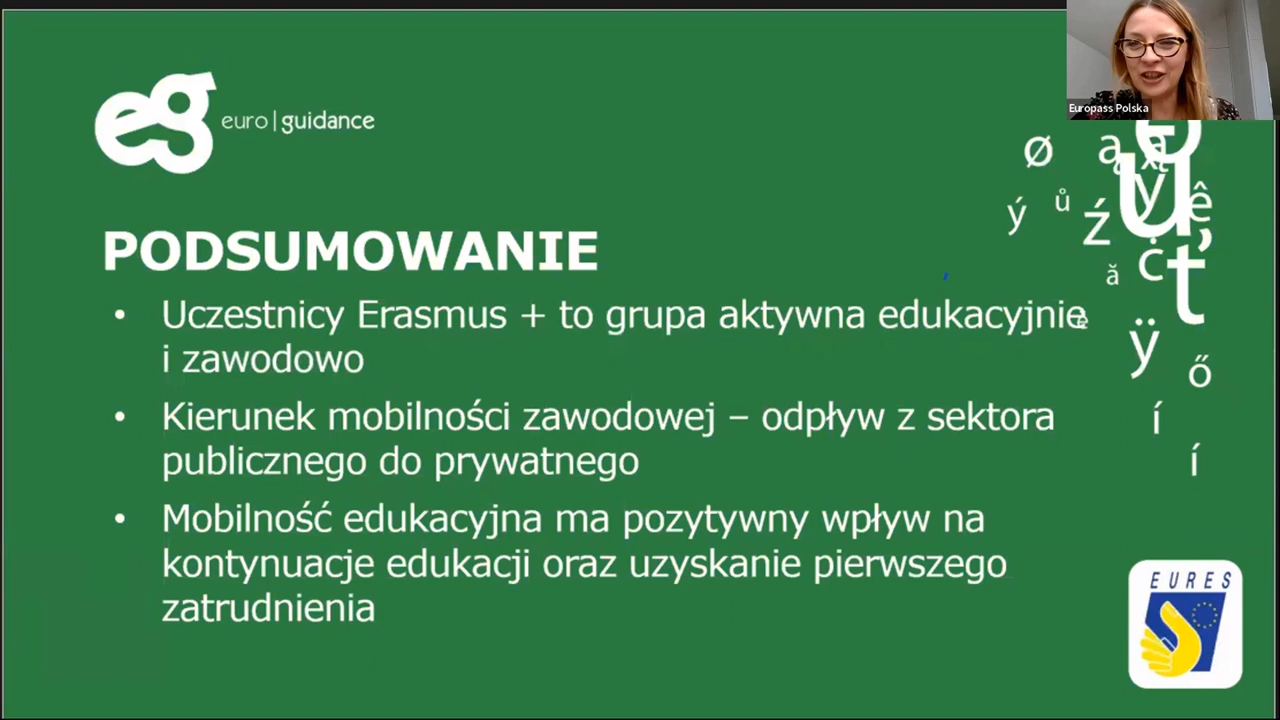 Europass Polska
eg euro|guidance
Ø ą
ý ů ź y ê
u
ă ċ ť
PODSUMOWANIE
• Uczestnicy Erasmus + to grupa aktywna edukacyjnie
i zawodowo
ÿ
ő
• Kierunek mobilności zawodowej – odpływ z sektora
publicznego do prywatnego
í
í
• Mobilność edukacyjna ma pozytywny wpływ na
kontynuacje edukacji oraz uzyskanie pierwszego
zatrudnienia
EURES